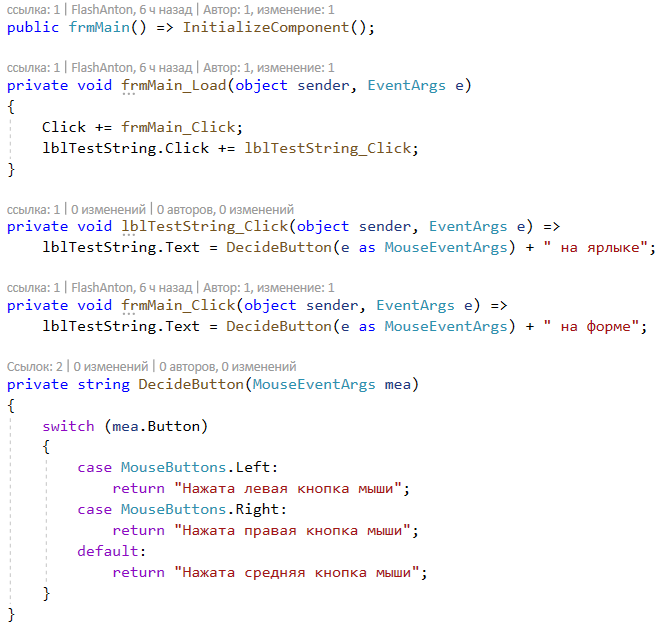 ссылка: 1 | FlashAnton, 6 ч назад | Автор: 1, изменение: 1
public frmMain() => InitializeComponent();
ссылка: 1 | FlashAnton, 6 ч назад | Автор: 1, изменение: 1
private void frmMain_Load(object sender, EventArgs e)
{
    Click += frmMain_Click;
    lblTestString.Click += lblTestString_Click;
}
ссылка: 1 | 0 изменений | 0 авторов, 0 изменений
private void lblTestString_Click(object sender, EventArgs e) =>
    lblTestString.Text = DecideButton(e as MouseEventArgs) + " на ярлыке";
ссылка: 1 | FlashAnton, 6 ч назад | Автор: 1, изменение: 1
private void frmMain_Click(object sender, EventArgs e) =>
    lblTestString.Text = DecideButton(e as MouseEventArgs) + " на форме";
Ссылок: 2 | 0 изменений | 0 авторов, 0 изменений
private string DecideButton(MouseEventArgs mea)
{
    switch (mea.Button)
    {
        case MouseButtons.Left:
            return "Нажата левая кнопка мыши";
        case MouseButtons.Right:
            return "Нажата правая кнопка мыши";
        default:
            return "Нажата средняя кнопка мыши";
    }
}